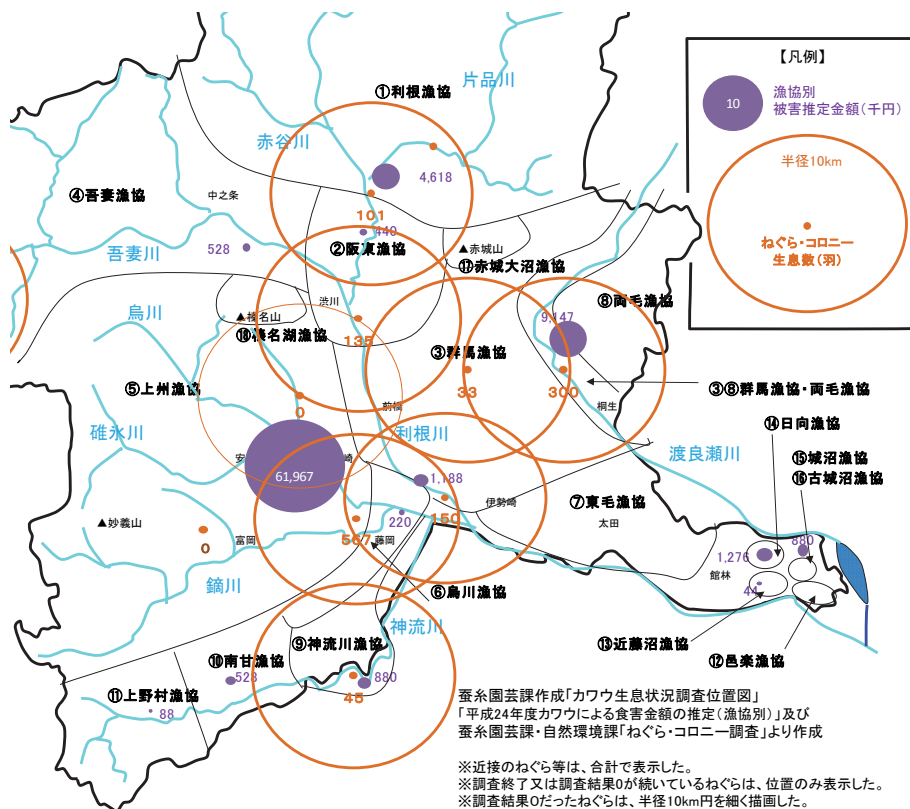 【凡例】
10
漁協別
被害推定金額(千円)
半径10km
ねぐら・コロニー
生息数(羽)
①利根漁協
片品川
赤谷川
4,618
④吾妻漁協
中之条
101
440
528
②阪東漁協
▲赤城山
⑰赤城大沼漁協
吾妻川
烏川
渋川
⑧両毛漁協
9,147
▲榛名山
⑱榛名湖漁協
135
③群馬漁協
⑤上州漁協
0
33
300
③⑧群馬漁協・両毛漁協
前橋
桐生
碓氷川
利根川
⑭日向漁協
渡良瀬川
安
崎
61,967
1,188
⑮城沼漁協
⑯古城沼漁協
150
伊勢崎
⑦東毛漁協
太田
▲妙義山
0
富岡
567
220
藤岡
880
1,276
館林
44
鏑川
⑥烏川漁協
神流川
⑨神流川漁協
⑬近藤沼漁協
⑫邑楽漁協
⑩南甘漁協
528
880
45
⑪上野村漁協
88
蚕糸園芸課作成「カワウ生息状況調査位置図」
「平成24年度カワウによる食害金額の推定(漁協別)」及び
蚕糸園芸課・自然環境課「ねぐら・コロニー調査」より作成
※近接のねぐら等は、合計で表示した。
※調査終了又は調査結果0が続いているねぐらは、位置のみ表示した。
※調査結果0だったねぐらは、半径10km円を細く描画した。